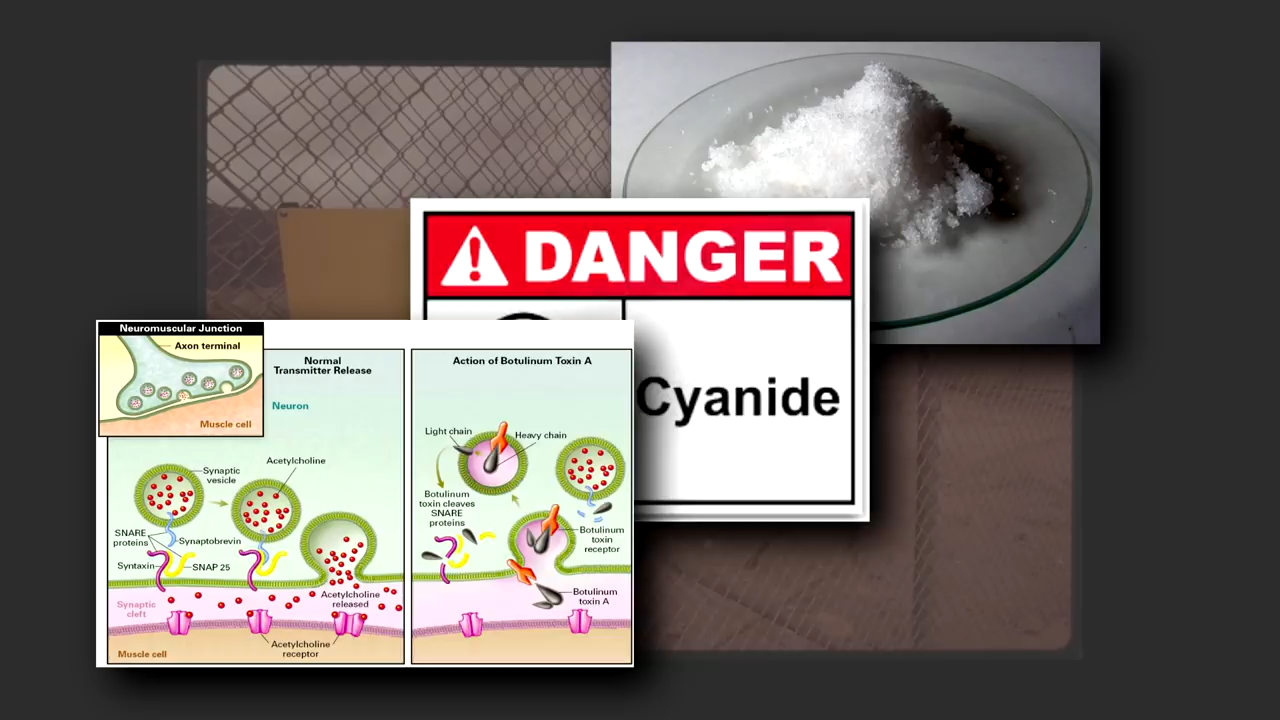 DANGER
Cyanide
Neuromuscular Junction
Axon terminal
Muscle cell
Normal
Transmitter Release
Neuron
Synaptic
vesicle
Acetylcholine
SNARE
proteins
Synaptobrevin
Syntaxin
SNAP 25
Acetylcholine
released
Synaptic
cleft
Acetylcholine
receptor
Muscle cell
Action of Botulinum Toxin A
Light chain
Heavy chain
Botulinum
toxin cleaves
SNARE
proteins
Botulinum
toxin
receptor
Botulinum
toxin A